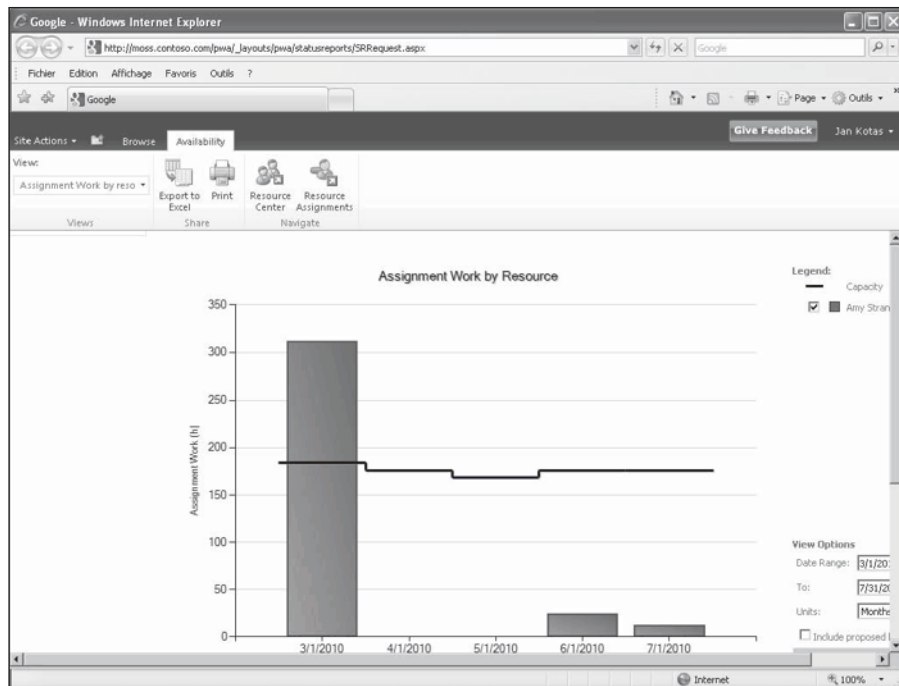 Google - Windows Internet Explorer
http://moss.contoso.com/pwa/_layouts/pwa/statusreports/SRRequest.aspx
Google
Fichier Edition Affichage Favoris Outils ?
Google
Page Outils
Site Actions Browse Availability
Give Feedback Jan Kotas
View:
Assignment Work by reso
Export to Excel
Print
Resource Center
Resource Assignments
Views Share Navigate
Assignment Work by Resource
Legend:
Capacity
Amy Stran
Assignment Work [h]
350
300
250
200
150
100
50
0
3/1/2010 4/1/2010 5/1/2010 6/1/2010 7/1/2010
View Options
Date Range: 3/1/20
To: 7/31/20
Units: Months
Include proposed
Internet 100%